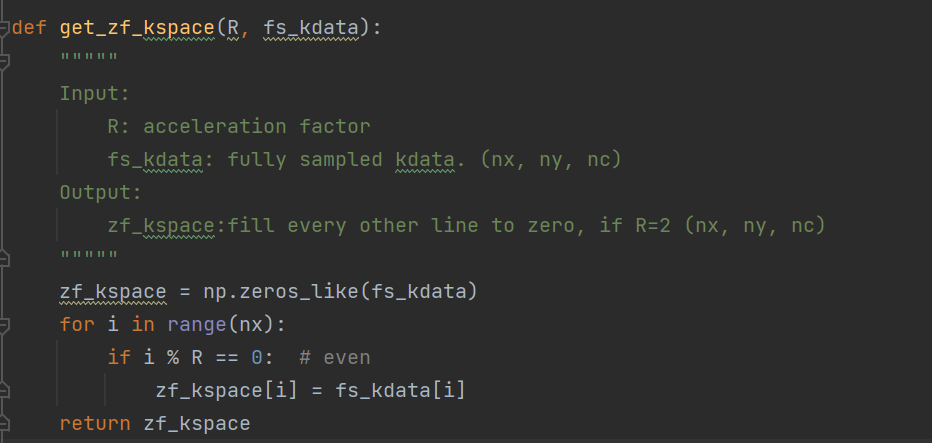 def get_zf_kspace(R, fs_kdata):
    """""
    Input:
        R: acceleration factor
        fs_kdata: fully sampled kdata. (nx, ny, nc)
    Output:
        zf_kspace:fill every other line to zero, if R=2 (nx, ny, nc)
    """""
    zf_kspace = np.zeros_like(fs_kdata)
    for i in range(nx):
        if i % R == 0:  # even
            zf_kspace[i] = fs_kdata[i]
    return zf_kspace